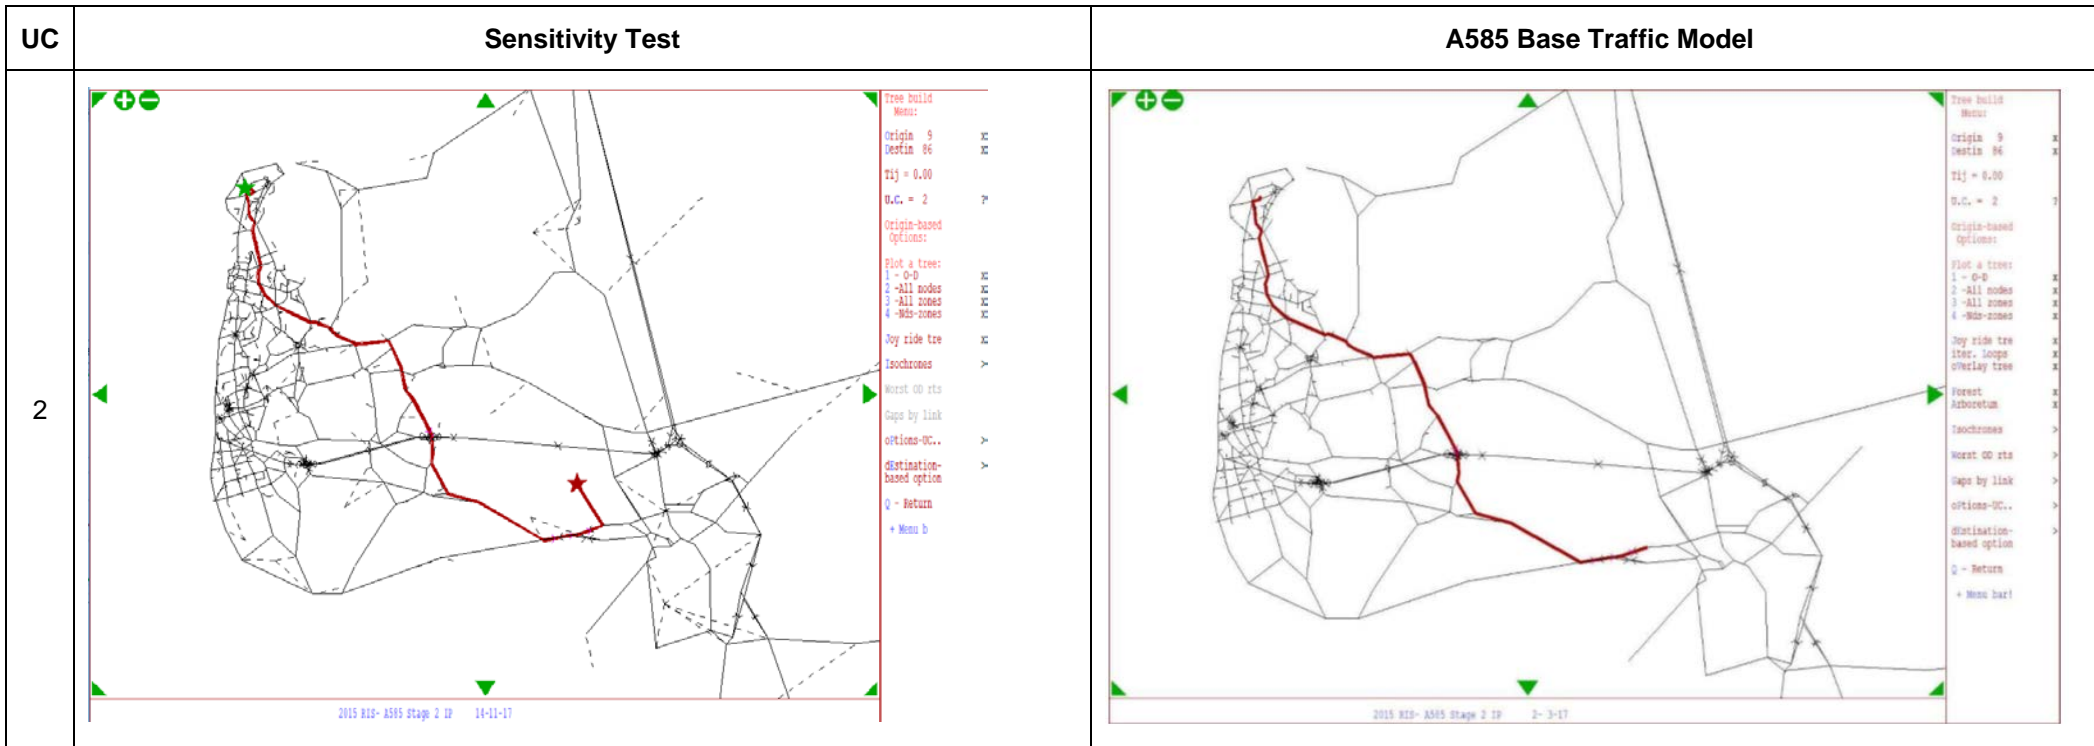 UC
Sensitivity Test
A585 Base Traffic Model
2
Tree build
Menu:
Origin 9 x
Destin 86 x
Tij = 0.00
U.C. = 2 ?
Origin-based
Options:
Plot a tree:
1 - O-D x
2 -All nodes x
3 -All zones x
4 -Nds-zones x
Joy ride tre x
Isochrones >
Worst OD rts
Gaps by link
oPtions-UC.. >
dEstination- >
based option
Q - Return
+ Menu b
2015 RIS- A585 Stage 2 IP 14-11-17
Tree build
Menu:
Origin 9 x
Destin 86 x
Tij = 0.00
U.C. = 2 ?
Origin-based
Options:
Plot a tree:
1 - O-D x
2 -All nodes x
3 -All zones x
4 -Nds-zones x
Joy ride tre x
iter. Loops x
oVerlay tree x
Forest x
Arboretum x
Isochrones >
Worst OD rts >
Gaps by link >
oPtions-UC.. >
dEstination- >
based option
Q - Return
+ Menu bar!
2015 RIS- A585 Stage 2 IP 2- 3-17